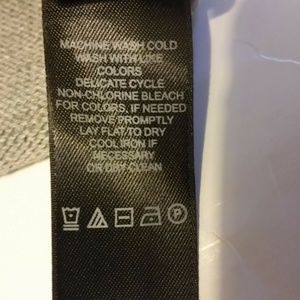 MACHINE WASH COLD
WASH WITH LIKE
COLORS
DELICATE CYCLE
NON-CHLORINE BLEACH
FOR COLORS, IF NEEDED
REMOVE PROMPTLY
LAY FLAT TO DRY
COOL IRON IF
NECESSARY
OR DRY CLEAN
P